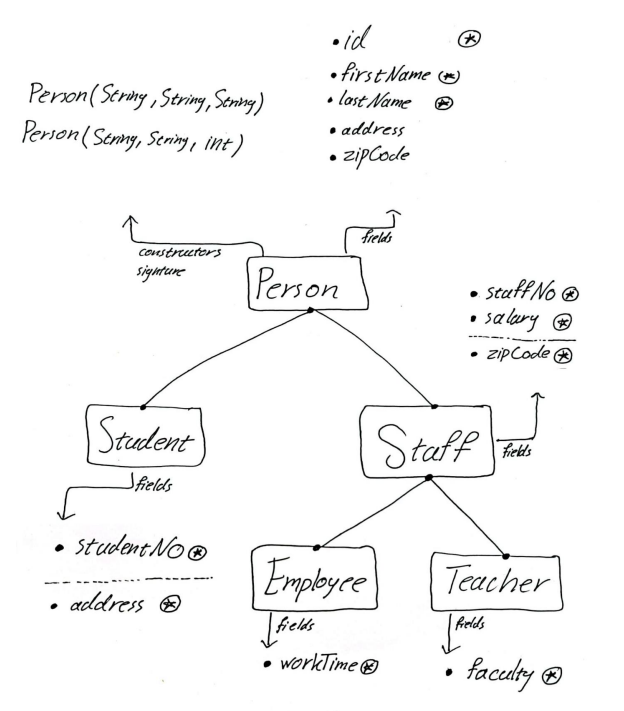 • id ⊛
• firstName ⊛
• lastName ⊛
• address
• zipCode
Person(String, String, String)
Person(String, String, int)
constructors
signture
fields
Person
• staffNo ⊛
• salary ⊛
• zipCode ⊛
Student
Staff
fields
fields
• studentNO ⊛
• address ⊛
Employee
Teacher
fields
fields
• workTime ⊛
• faculty ⊛